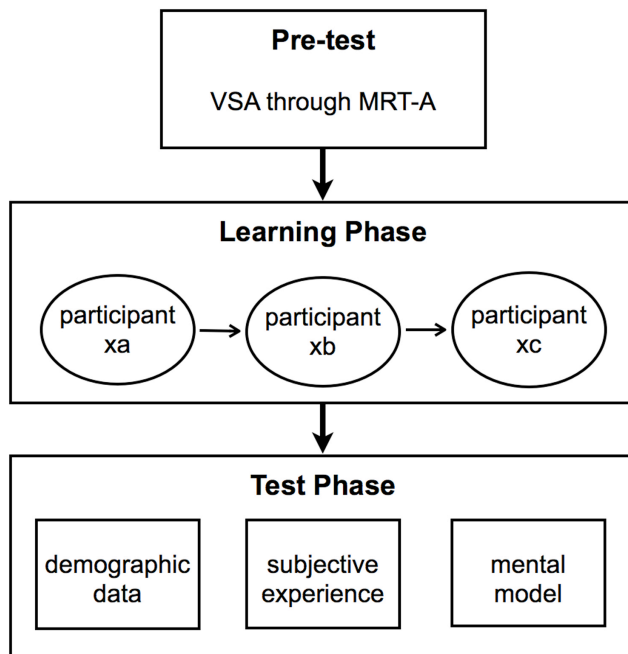 Pre-test
VSA through MRT-A
Learning Phase
participant
xa
participant
xb
participant
xc
Test Phase
demographic
data
subjective
experience
mental
model